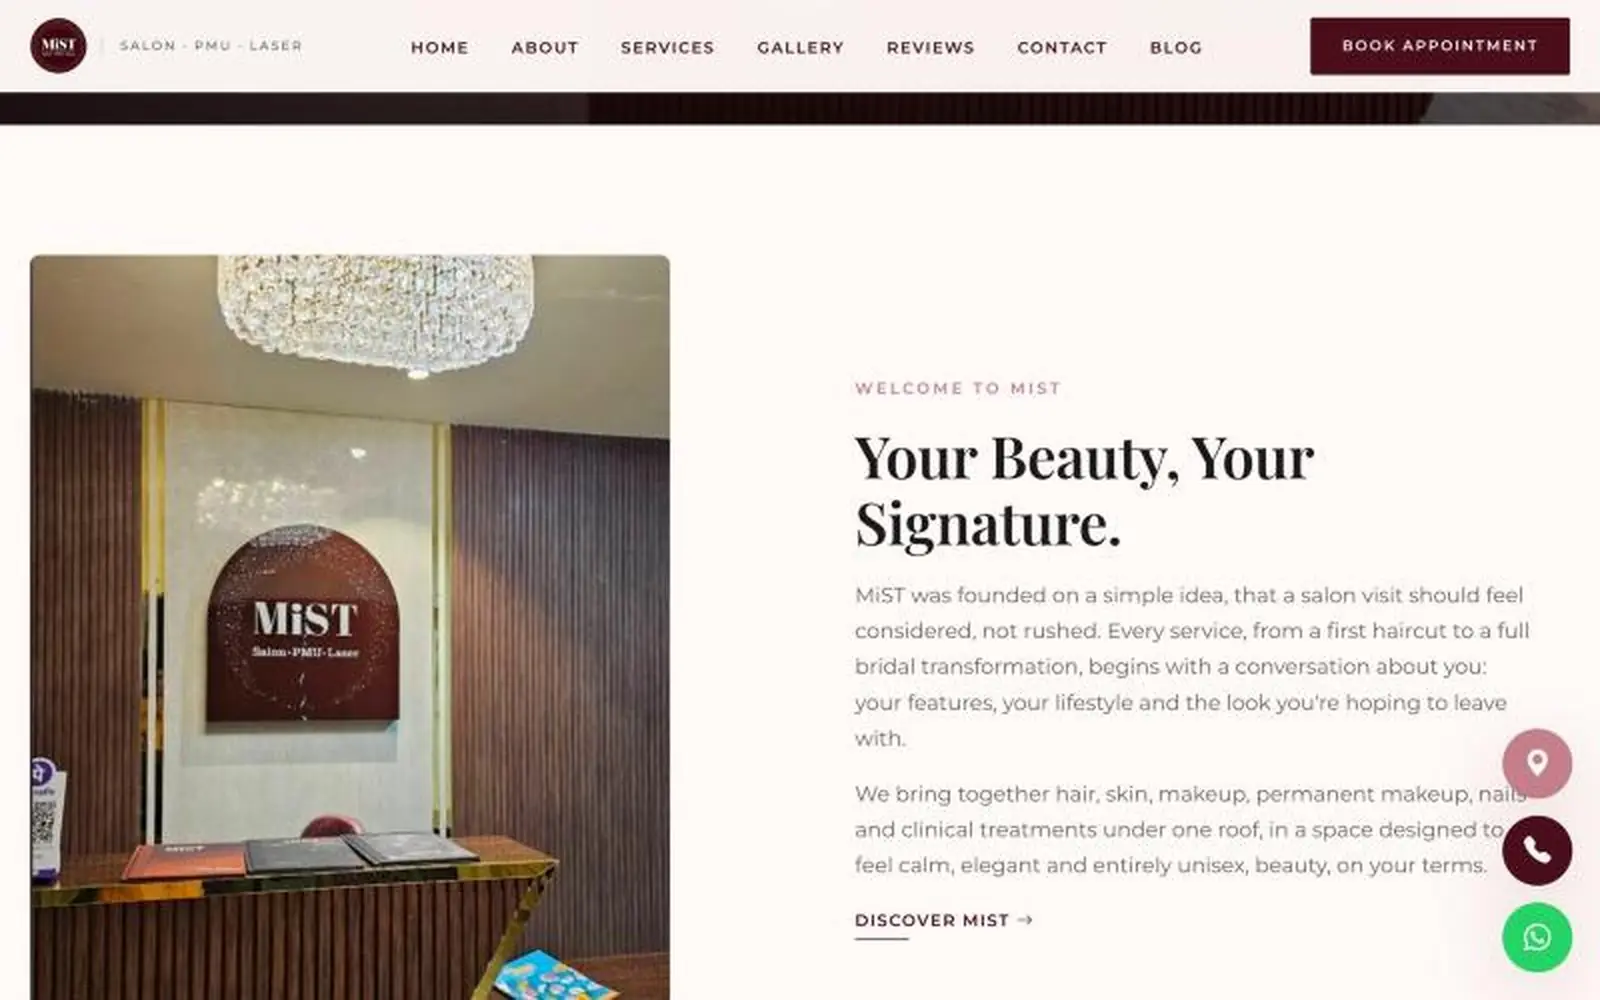 MiST
SALON - PMU - LASER
HOME
ABOUT
SERVICES
GALLERY
REVIEWS
CONTACT
BLOG
BOOK APPOINTMENT
MiST
Salon-PMU-Laser
पे
WELCOME TO MIST
Your Beauty, Your
Signature.
MiST was founded on a simple idea, that a salon visit should feel
considered, not rushed. Every service, from a first haircut to a full
bridal transformation, begins with a conversation about you:
your features, your lifestyle and the look you're hoping to leave
with.
We bring together hair, skin, makeup, permanent makeup, nails
and clinical treatments under one roof, in a space designed to
feel calm, elegant and entirely unisex, beauty, on your terms.
DISCOVER MIST →